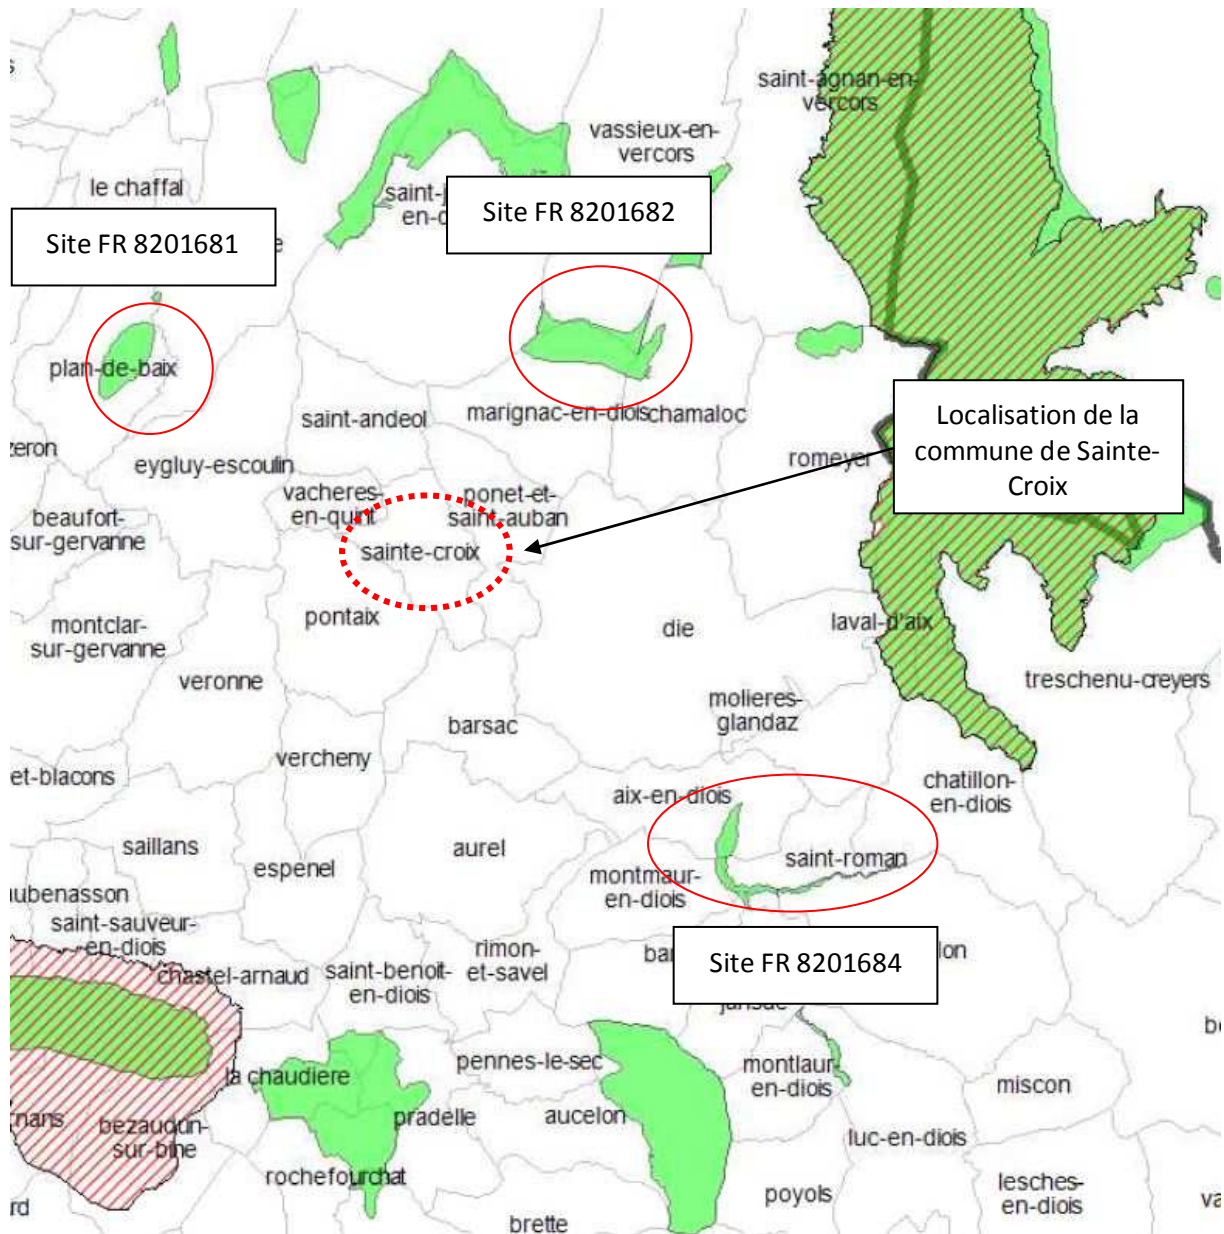 saint-agnan-en-
vercors
vassieux-en-
vercors
le chaffal
Site FR 8201681
Site FR 8201682
plan-de-baix
saint-andeol
marignac-en-diois
chamaloc
Localisation de la
commune de Sainte-
Croix
romeyer
eygluy-escoulin
vacheres-
en-quint
ponet-et-
saint-auban
beaufort-
sur-gervanne
sainte-croix
pontaix
montclar-
sur-gervanne
die
laval-d'aix
veronne
treschenu-creyers
molieres-
glandaz
barsac
vercheny
et-blacons
aix-en-diois
chatillon-
en-diois
saillans
aurel
espenel
saint-roman
montmaur-
en-diois
aubenasson
saint-sauveur-
en-diois
chastel-arnaud
saint-benoit-
en-diois
rimon-
et-savel
Site FR 8201684
jansac
la chaudiere
pennes-le-sec
montlaur-
en-diois
miscon
pradelle
aucelon
bezaudun-
sur-bine
luc-en-diois
rochefourchat
poyols
lesches-
en-diois
brette